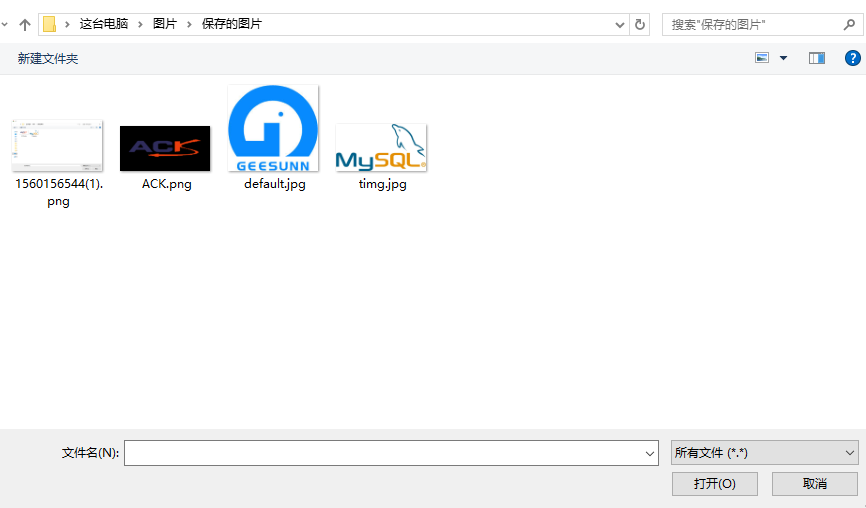 这台电脑 › 图片 › 保存的图片
搜索"保存的图片"
新建文件夹
?
ACK
GEESUNN
MySQL
1560156544(1).
png
ACK.png
default.jpg
timg.jpg
文件名(N):
所有文件 (*.*)
打开(O)
取消